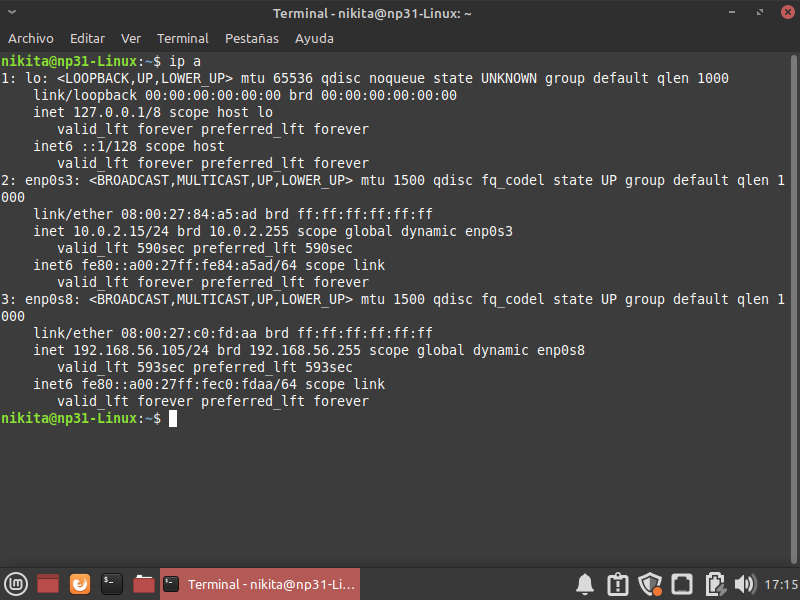 Terminal - nikita@np31-Linux: ~
Archivo Editar Ver Terminal Pestañas Ayuda
nikita@np31-Linux:~$ ip a
1: lo: <LOOPBACK,UP,LOWER_UP> mtu 65536 qdisc noqueue state UNKNOWN group default qlen 1000
    link/loopback 00:00:00:00:00:00 brd 00:00:00:00:00:00
    inet 127.0.0.1/8 scope host lo
       valid_lft forever preferred_lft forever
    inet6 ::1/128 scope host
       valid_lft forever preferred_lft forever
2: enp0s3: <BROADCAST,MULTICAST,UP,LOWER_UP> mtu 1500 qdisc fq_codel state UP group default qlen 1
000
    link/ether 08:00:27:84:a5:ad brd ff:ff:ff:ff:ff:ff
    inet 10.0.2.15/24 brd 10.0.2.255 scope global dynamic enp0s3
       valid_lft 590sec preferred_lft 590sec
    inet6 fe80::a00:27ff:fe84:a5ad/64 scope link
       valid_lft forever preferred_lft forever
3: enp0s8: <BROADCAST,MULTICAST,UP,LOWER_UP> mtu 1500 qdisc fq_codel state UP group default qlen 1
000
    link/ether 08:00:27:c0:fd:aa brd ff:ff:ff:ff:ff:ff
    inet 192.168.56.105/24 brd 192.168.56.255 scope global dynamic enp0s8
       valid_lft 593sec preferred_lft 593sec
    inet6 fe80::a00:27ff:fec0:fdaa/64 scope link
       valid_lft forever preferred_lft forever
nikita@np31-Linux:~$
Terminal - nikita@np31-Li... 17:15